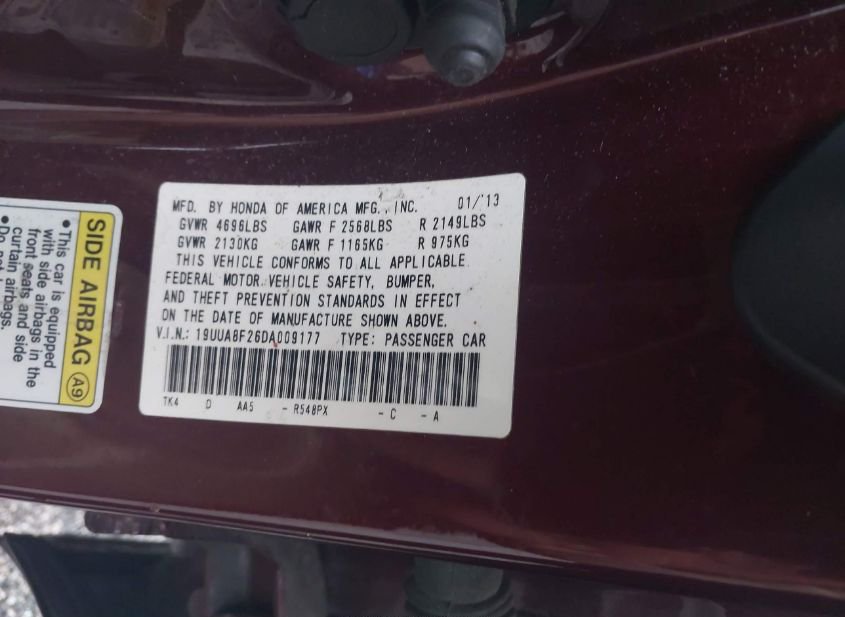 MFD. BY HONDA OF AMERICA MFG., INC. 01/'13
GVWR 4696LBS GAWR F 2568LBS R 2149LBS
GVWR 2130KG GAWR F 1165KG R 975KG
THIS VEHICLE CONFORMS TO ALL APPLICABLE
FEDERAL MOTOR VEHICLE SAFETY, BUMPER,
AND THEFT PREVENTION STANDARDS IN EFFECT
ON THE DATE OF MANUFACTURE SHOWN ABOVE.
V.I.N.: 19UUA8F26DA009177 TYPE: PASSENGER CAR
TK4 D AA5 - R548PX - C - A
SIDE AIRBAG A9
•This car is equipped
with side airbags in the
front seats and side
curtain airbags.
•Do not